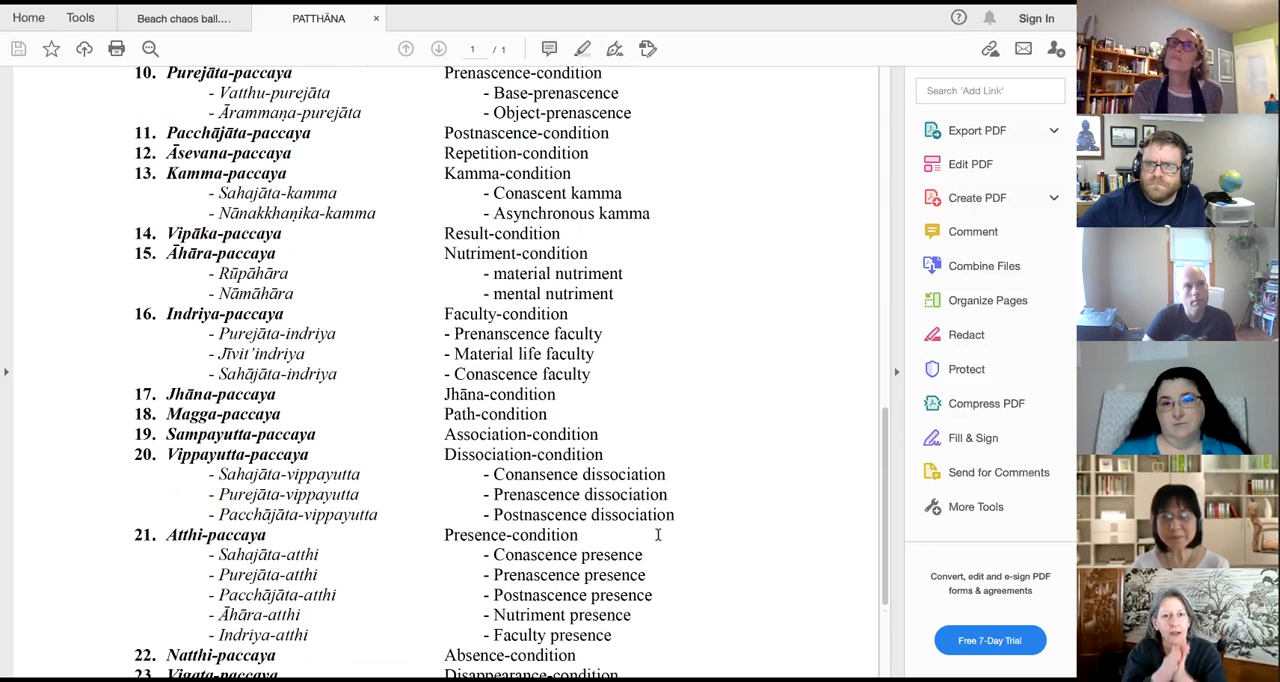 Home Tools Beach chaos ball.... PATTHĀNA × Sign In
1 / 1
10. Purejāta-paccaya Prenascence-condition
- Vatthu-purejāta - Base-prenascence
- Ārammaṇa-purejāta - Object-prenascence
11. Pacchājāta-paccaya Postnascence-condition
12. Āsevana-paccaya Repetition-condition
13. Kamma-paccaya Kamma-condition
- Sahajāta-kamma - Conascent kamma
- Nānakkhaṇika-kamma - Asynchronous kamma
14. Vipāka-paccaya Result-condition
15. Āhāra-paccaya Nutriment-condition
- Rūpāhāra - material nutriment
- Nāmāhāra - mental nutriment
16. Indriya-paccaya Faculty-condition
- Purejāta-indriya - Prenanscence faculty
- Jīvit'indriya - Material life faculty
- Sahājāta-indriya - Conascence faculty
17. Jhāna-paccaya Jhāna-condition
18. Magga-paccaya Path-condition
19. Sampayutta-paccaya Association-condition
20. Vippayutta-paccaya Dissociation-condition
- Sahajāta-vippayutta - Conansence dissociation
- Purejāta-vippayutta - Prenascence dissociation
- Pacchājāta-vippayutta - Postnascence dissociation
21. Atthi-paccaya Presence-condition
- Sahajāta-atthi - Conascence presence
- Purejāta-atthi - Prenascence presence
- Pacchājāta-atthi - Postnascence presence
- Āhāra-atthi - Nutriment presence
- Indriya-atthi - Faculty presence
22. Natthi-paccaya Absence-condition
23. Vigata-paccaya Disappearance-condition
Search 'Add Link'
Export PDF
Edit PDF
Create PDF
Comment
Combine Files
Organize Pages
Redact
Protect
Compress PDF
Fill & Sign
Send for Comments
More Tools
Convert, edit and e-sign PDF
forms & agreements
Free 7-Day Trial